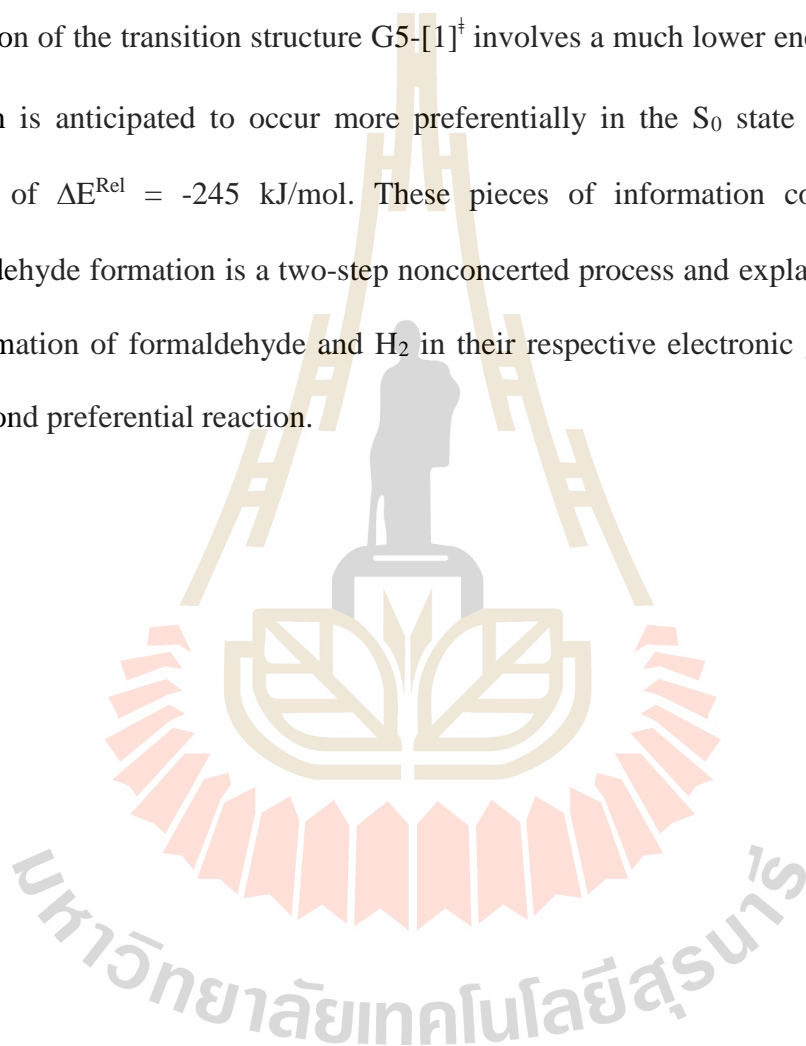 ion of the transition structure G5-[1]‡ involves a much lower en
is anticipated to occur more preferentially in the S₀ state
of ΔE^Rel = -245 kJ/mol. These pieces of information co
dehyde formation is a two-step nonconcerted process and expla
mation of formaldehyde and H₂ in their respective electronic
ond preferential reaction.
มหาวิทยาลัยเทคโนโลยีสุรนารี